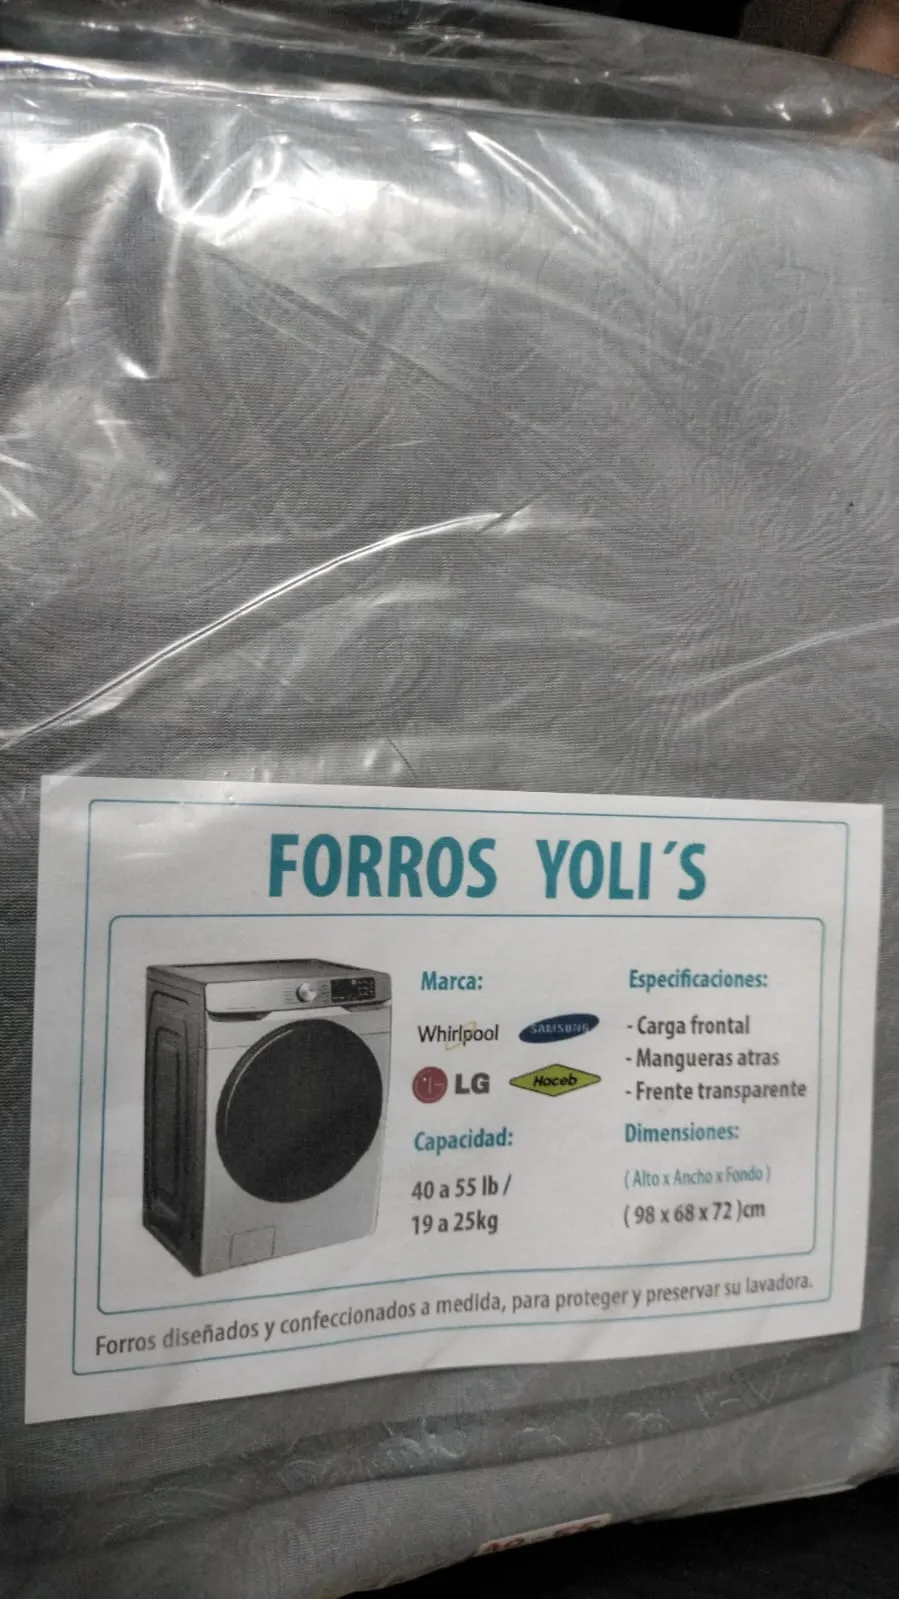 FORROS YOLI´S
Marca:
Whirlpool SAMSUNG
LG Haceb
Capacidad:
40 a 55 lb /
19 a 25kg
Especificaciones:
- Carga frontal
- Mangueras atras
- Frente transparente
Dimensiones:
( Alto x Ancho x Fondo )
( 98 x 68 x 72 )cm
Forros diseñados y confeccionados a medida, para proteger y preservar su lavadora.